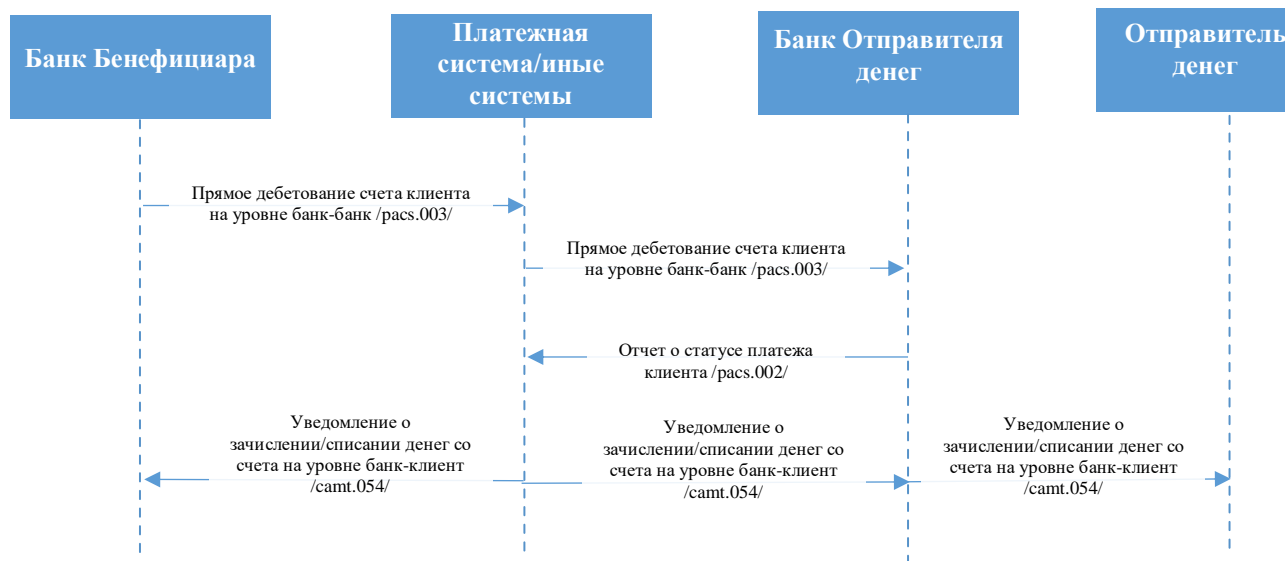 Банк Бенефициара
Платежная
система/иные
системы
Банк Отправителя
денег
Отправитель
денег
Прямое дебетование счета клиента
на уровне банк-банк /pacs.003/
Прямое дебетование счета клиента
на уровне банк-банк /pacs.003/
Отчет о статусе платежа
клиента /pacs.002/
Уведомление о
зачислении/списании денег со
счета на уровне банк-клиент
/camt.054/
Уведомление о
зачислении/списании денег со
счета на уровне банк-клиент
/camt.054/
Уведомление о
зачислении/списании денег со
счета на уровне банк-клиент
/camt.054/